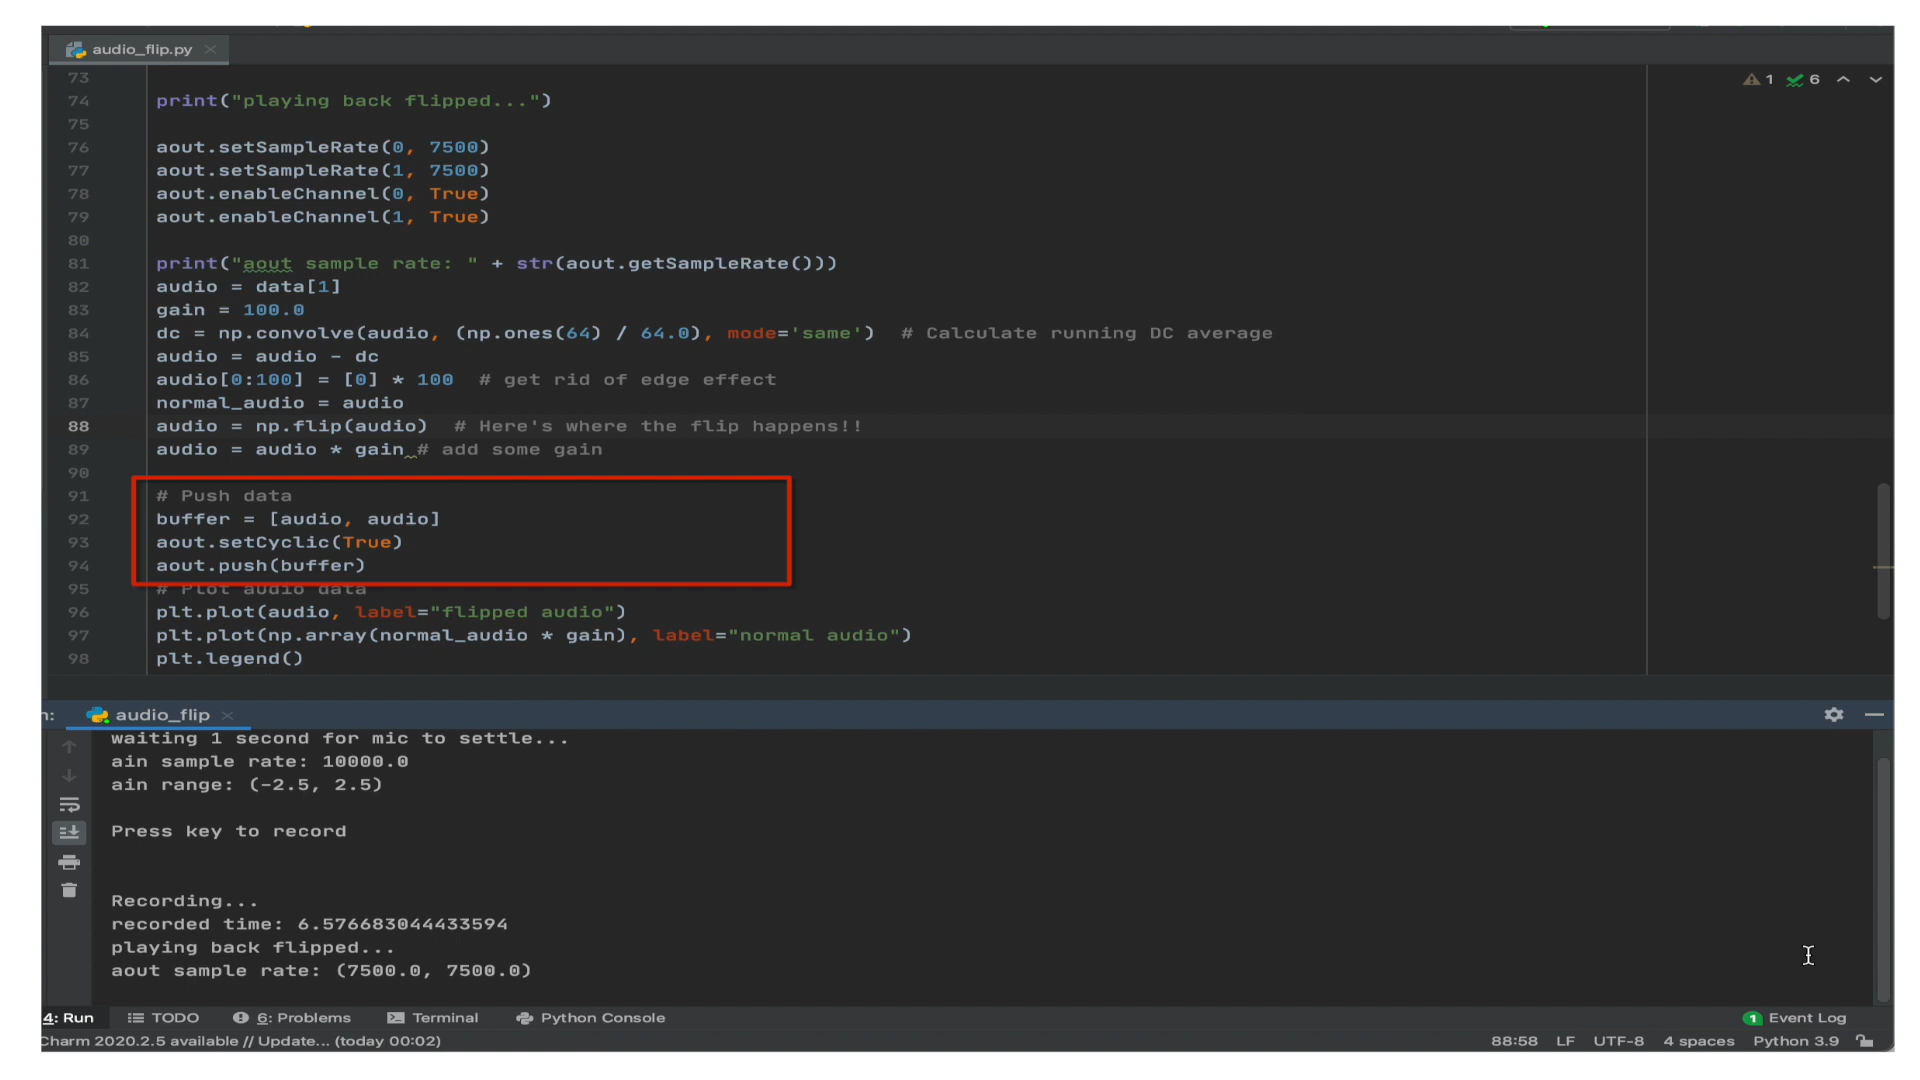 audio_flip.py
1 6
73
74 print("playing back flipped...")
75
76 aout.setSampleRate(0, 7500)
77 aout.setSampleRate(1, 7500)
78 aout.enableChannel(0, True)
79 aout.enableChannel(1, True)
80
81 print("aout sample rate: " + str(aout.getSampleRate()))
82 audio = data[1]
83 gain = 100.0
84 dc = np.convolve(audio, (np.ones(64) / 64.0), mode='same')  # Calculate running DC average
85 audio = audio - dc
86 audio[0:100] = [0] * 100  # get rid of edge effect
87 normal_audio = audio
88 audio = np.flip(audio)  # Here's where the flip happens!!
89 audio = audio * gain # add some gain
90
91 # Push data
92 buffer = [audio, audio]
93 aout.setCyclic(True)
94 aout.push(buffer)
95 # Plot audio data
96 plt.plot(audio, label="flipped audio")
97 plt.plot(np.array(normal_audio * gain), label="normal audio")
98 plt.legend()
n: audio_flip
waiting 1 second for mic to settle...
ain sample rate: 10000.0
ain range: (-2.5, 2.5)
Press key to record
Recording...
recorded time: 6.576683044433594
playing back flipped...
aout sample rate: (7500.0, 7500.0)
4: Run TODO 6: Problems Terminal Python Console 1 Event Log
Charm 2020.2.5 available // Update... (today 00:02) 88:58 LF UTF-8 4 spaces Python 3.9